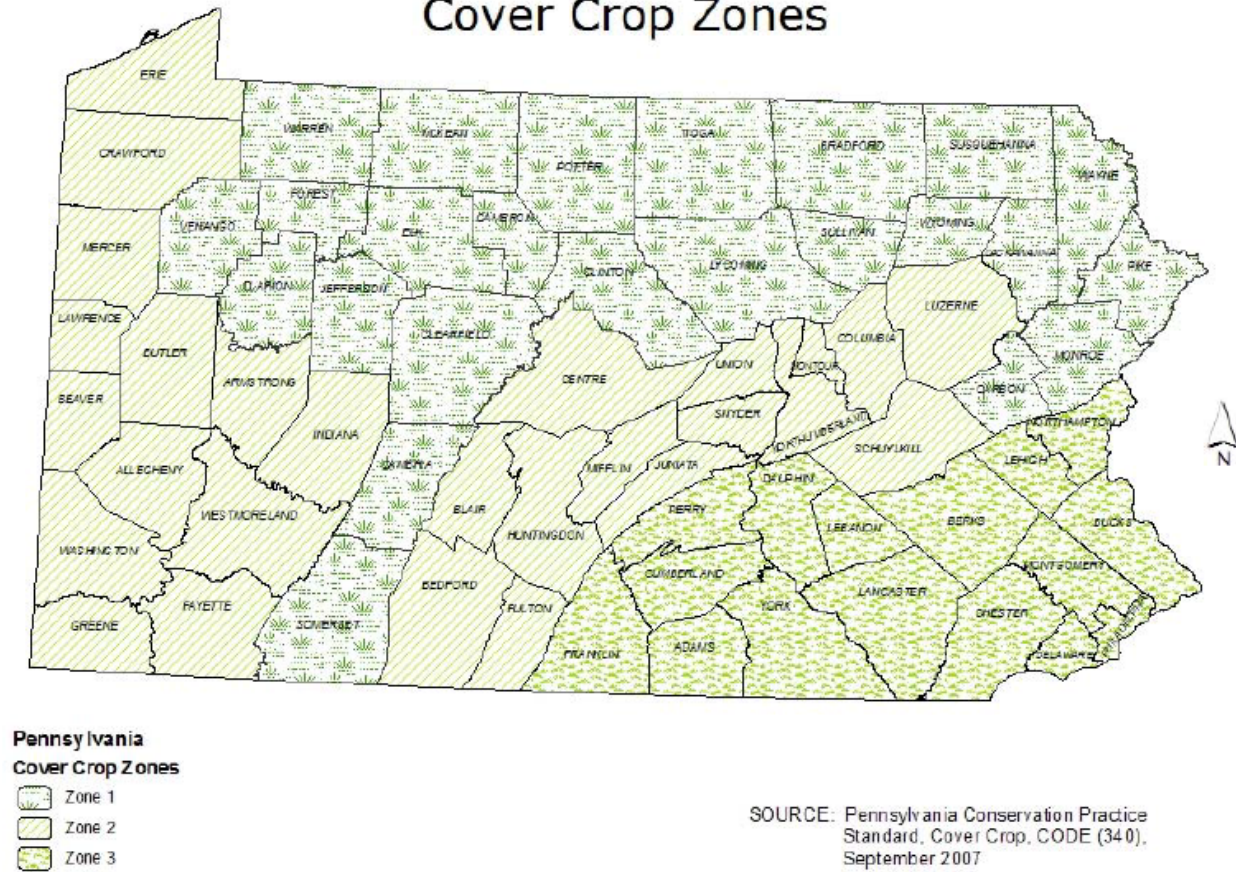 Cover Crop Zones
ERIE
WARREN
MCKEAN
POTTER
TIOGA
BRADFORD
SUSQUEHANNA
WAYNE
CRAWFORD
FOREST
VENANGO
CAMERON
ELK
SULLIVAN
WYOMING
LACKAWANNA
PIKE
MERCER
CLINTON
LYCOMING
CLARION
JEFFERSON
LUZERNE
LAWRENCE
CLEARFIELD
COLUMBIA
BUTLER
UNION
MONTOUR
MONROE
ARMSTRONG
CENTRE
CARBON
BEAVER
SNYDER
NORTHUMBERLAND
NORTHAMPTON
INDIANA
SCHUYLKILL
ALLEGHENY
CAMBRIA
MIFFLIN
JUNIATA
LEHIGH
DAUPHIN
WESTMORELAND
BLAIR
PERRY
LEBANON
BERKS
BUCKS
HUNTINGDON
WASHINGTON
MONTGOMERY
BEDFORD
CUMBERLAND
LANCASTER
FAYETTE
FULTON
YORK
CHESTER
PHILADELPHIA
GREENE
SOMERSET
FRANKLIN
ADAMS
DELAWARE
N
Pennsylvania
Cover Crop Zones
Zone 1
Zone 2
Zone 3
SOURCE: Pennsylvania Conservation Practice
Standard, Cover Crop, CODE (340),
September 2007